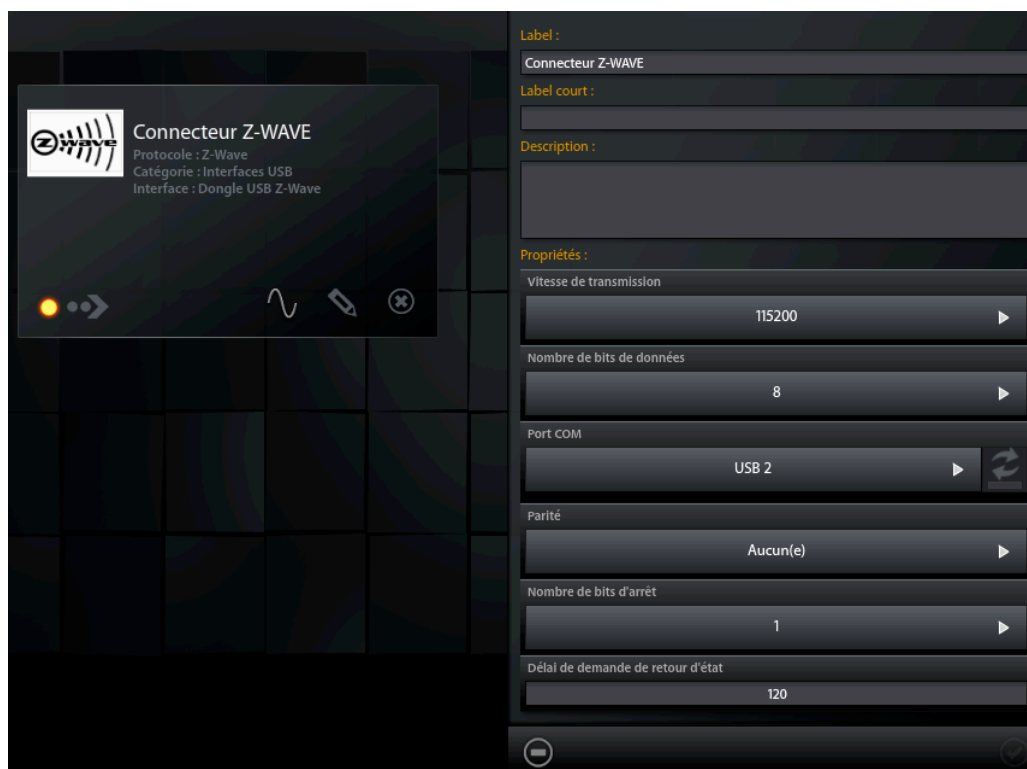 Z wave
Connecteur Z-WAVE
Protocole : Z-Wave
Catégorie : Interfaces USB
Interface : Dongle USB Z-Wave
Label :
Connecteur Z-WAVE
Label court :
Description :
Propriétés :
Vitesse de transmission
115200
Nombre de bits de données
8
Port COM
USB 2
Parité
Aucun(e)
Nombre de bits d'arrêt
1
Délai de demande de retour d'état
120